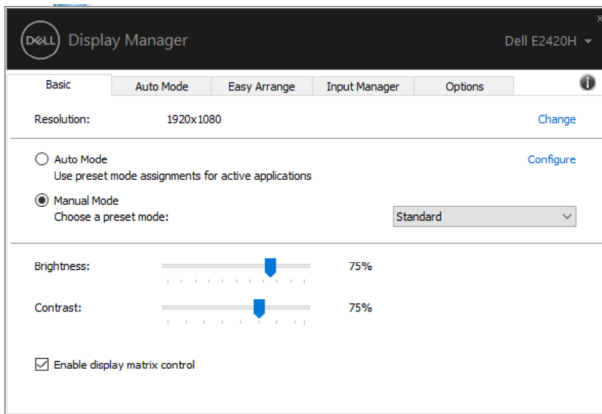 DELL Display Manager
Dell E2420H
Basic Auto Mode Easy Arrange Input Manager Options
Resolution: 1920x1080 Change
Auto Mode Configure
Use preset mode assignments for active applications
Manual Mode
Choose a preset mode: Standard
Brightness: 75%
Contrast: 75%
Enable display matrix control